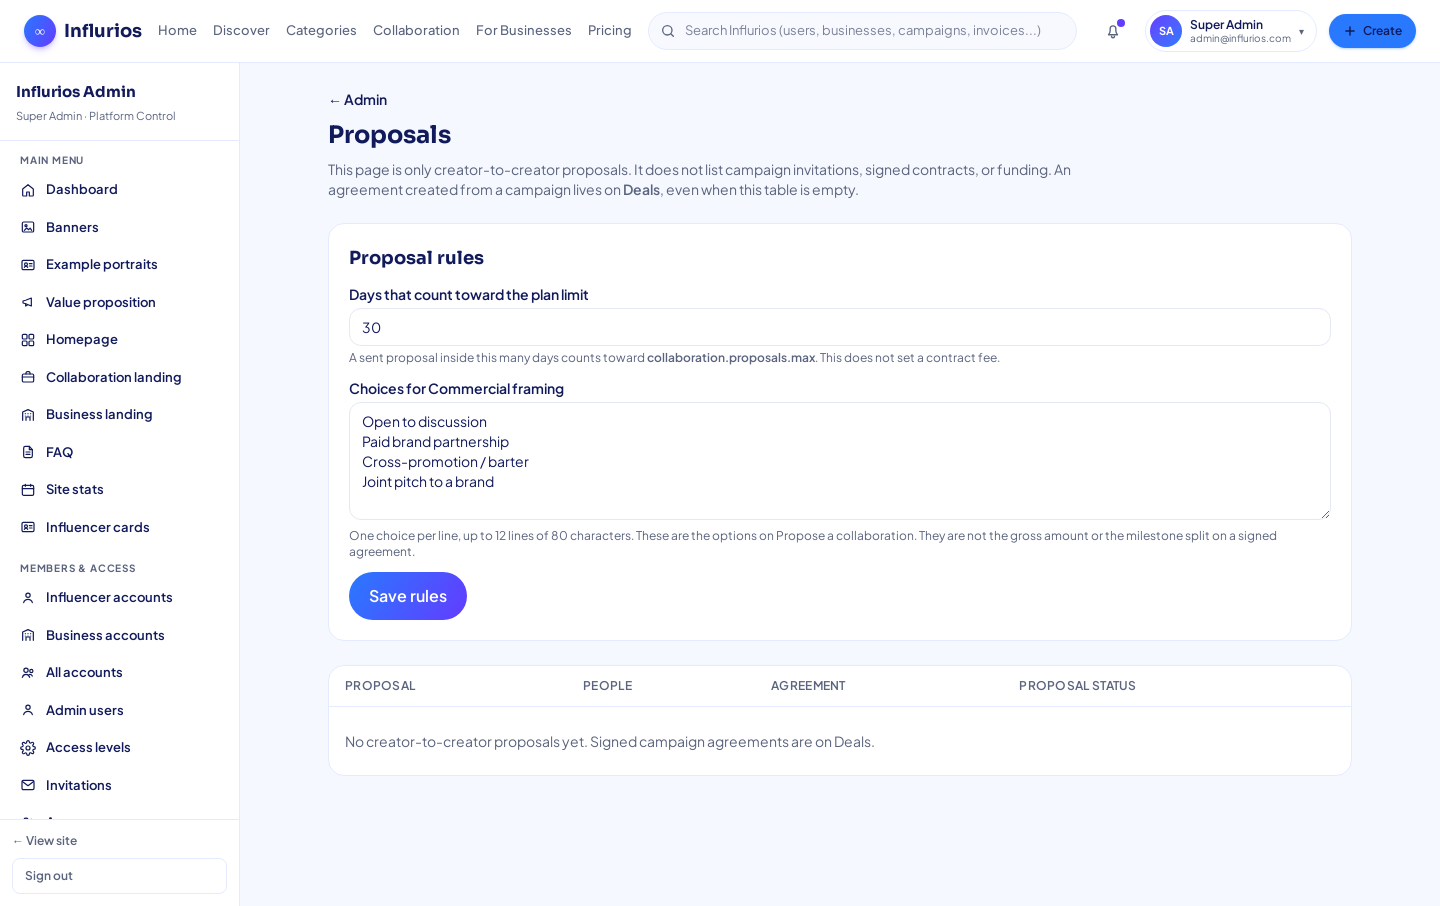 ∞ Influrios
Home Discover Categories Collaboration For Businesses Pricing
Search Influrios (users, businesses, campaigns, invoices...)
SA
Super Admin
admin@influrios.com
▾
+ Create
Influrios Admin
Super Admin · Platform Control
MAIN MENU
Dashboard
Banners
Example portraits
Value proposition
Homepage
Collaboration landing
Business landing
FAQ
Site stats
Influencer cards
MEMBERS & ACCESS
Influencer accounts
Business accounts
All accounts
Admin users
Access levels
Invitations
← View site
Sign out
← Admin
Proposals
This page is only creator-to-creator proposals. It does not list campaign invitations, signed contracts, or funding. An
agreement created from a campaign lives on Deals, even when this table is empty.
Proposal rules
Days that count toward the plan limit
30
A sent proposal inside this many days counts toward collaboration.proposals.max. This does not set a contract fee.
Choices for Commercial framing
Open to discussion
Paid brand partnership
Cross-promotion / barter
Joint pitch to a brand
One choice per line, up to 12 lines of 80 characters. These are the options on Propose a collaboration. They are not the gross amount or the milestone split on a signed
agreement.
Save rules
PROPOSAL PEOPLE AGREEMENT PROPOSAL STATUS
No creator-to-creator proposals yet. Signed campaign agreements are on Deals.